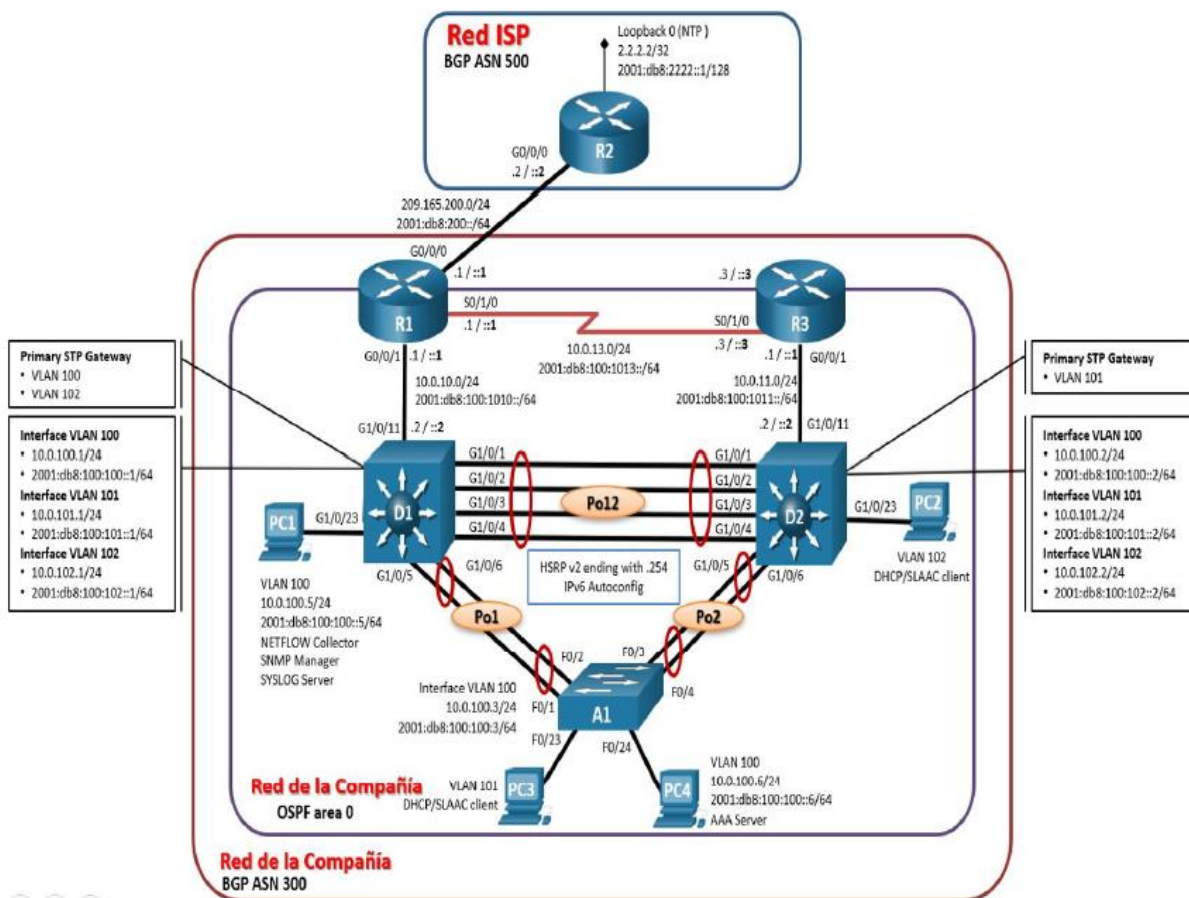 Red ISP
BGP ASN 500
Loopback 0 (NTP )
2.2.2.2/32
2001:db8:2222::1/128
R2
G0/0/0
.2 / ::2
209.165.200.0/24
2001:db8:200::/64
G0/0/0
.1 / ::1
R1
S0/1/0
.1 / ::1
G0/0/1
.1 / ::1
10.0.13.0/24
2001:db8:100:1013::/64
.3 / ::3
R3
S0/1/0
.3 / ::3
.1 / ::1
G0/0/1
10.0.10.0/24
2001:db8:100:1010::/64
.2 / ::2
G1/0/11
10.0.11.0/24
2001:db8:100:1011::/64
.2 / ::2
G1/0/11
Primary STP Gateway
• VLAN 100
• VLAN 102
Interface VLAN 100
• 10.0.100.1/24
• 2001:db8:100:100::1/64
Interface VLAN 101
• 10.0.101.1/24
• 2001:db8:100:101::1/64
Interface VLAN 102
• 10.0.102.1/24
• 2001:db8:100:102::1/64
Primary STP Gateway
• VLAN 101
Interface VLAN 100
• 10.0.100.2/24
• 2001:db8:100:100::2/64
Interface VLAN 101
• 10.0.101.2/24
• 2001:db8:100:101::2/64
Interface VLAN 102
• 10.0.102.2/24
• 2001:db8:100:102::2/64
D1
G1/0/1
G1/0/2
G1/0/3
G1/0/4
Po12
G1/0/1
G1/0/2
G1/0/3
G1/0/4
D2
PC1
G1/0/23
G1/0/23
PC2
VLAN 102
DHCP/SLAAC client
G1/0/5
G1/0/6
HSRP v2 ending with .254
IPv6 Autoconfig
G1/0/5
G1/0/6
VLAN 100
10.0.100.5/24
2001:db8:100:100::5/64
NETFLOW Collector
SNMP Manager
SYSLOG Server
Po1
Po2
F0/2
F0/3
F0/1
F0/4
A1
Interface VLAN 100
10.0.100.3/24
2001:db8:100:100:3/64
F0/23
F0/24
VLAN 101
DHCP/SLAAC client
PC3
PC4
VLAN 100
10.0.100.6/24
2001:db8:100:100::6/64
AAA Server
Red de la Compañía
OSPF area 0
Red de la Compañía
BGP ASN 300